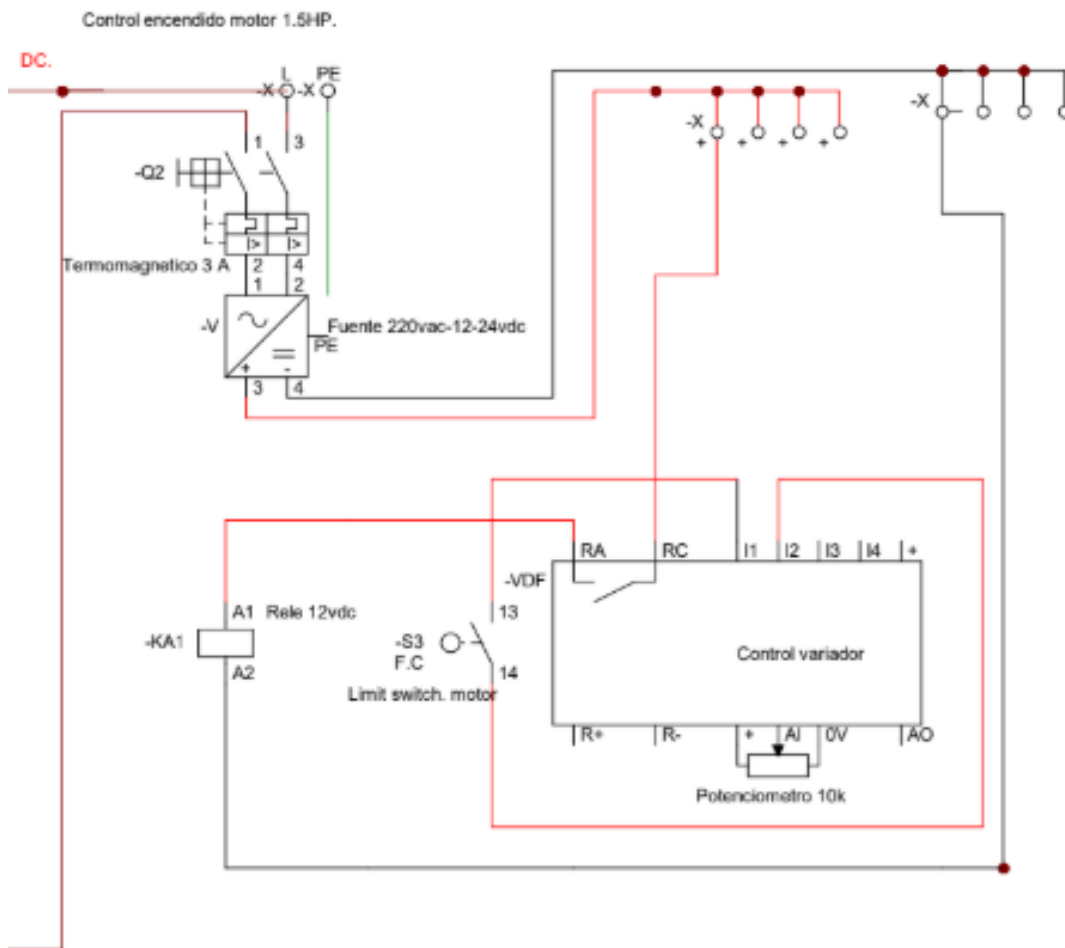 Control encendido motor 1.5HP.
DC.
L PE
-X -X
-X
-X
+ + + +
1 3
-Q2
Termomagnetico 3 A
2 4
1 2
-V
Fuente 220vac-12-24vdc
PE
+ -
3 4
RA RC I1 I2 I3 I4 +
-VDF
A1 Rele 12vdc
13
-KA1
-S3
F.C
Control variador
A2
14
Limit switch. motor
R+ R- + AI 0V AO
Potenciometro 10k